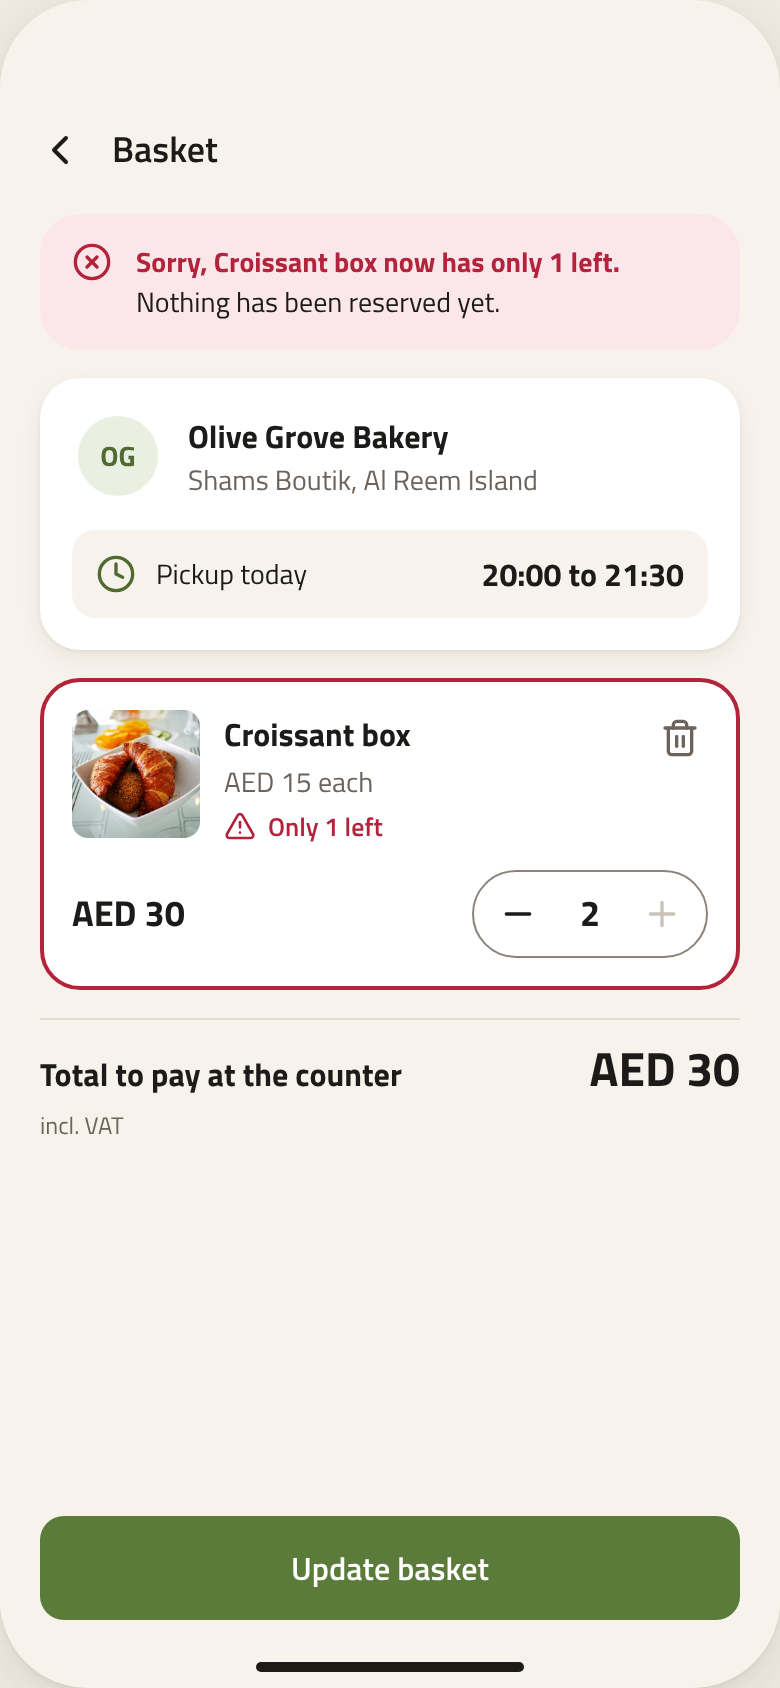 Basket
Sorry, Croissant box now has only 1 left.
Nothing has been reserved yet.
OG
Olive Grove Bakery
Shams Boutik, Al Reem Island
Pickup today
20:00 to 21:30
Croissant box
AED 15 each
Only 1 left
AED 30
2
Total to pay at the counter
AED 30
incl. VAT
Update basket